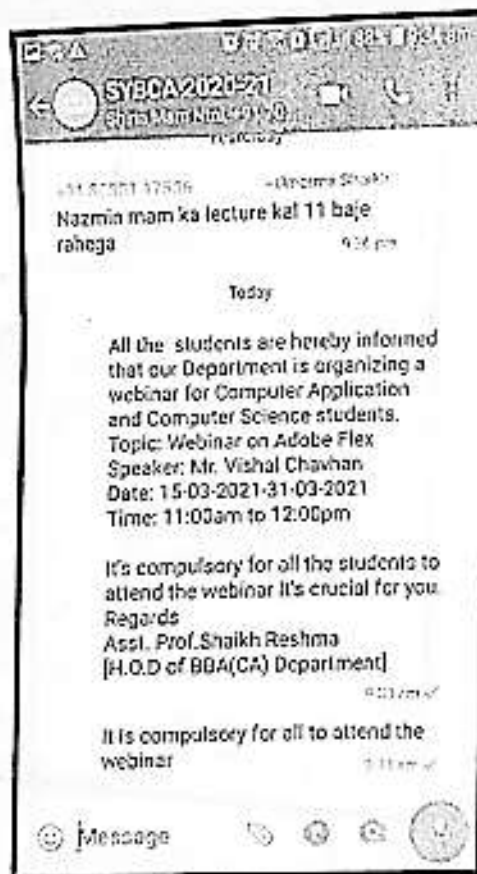 SYBCA 2020-21
Yesterday
Nazmin mam ka lecture kal 11 baje
rahega
Today
All the students are hereby informed
that our Department is organizing a
webinar for Computer Application
and Computer Science students.
Topic: Webinar on Adobe Flex
Speaker: Mr. Vishal Chavhan
Date: 15-03-2021-31-03-2021
Time: 11:00am to 12:00pm
It's compulsory for all the students to
attend the webinar it's crucial for you
Regards
Asst. Prof.Shaikh Reshma
[H.O.D of BBA(CA) Department]
It is compulsory for all to attend the
webinar
Message